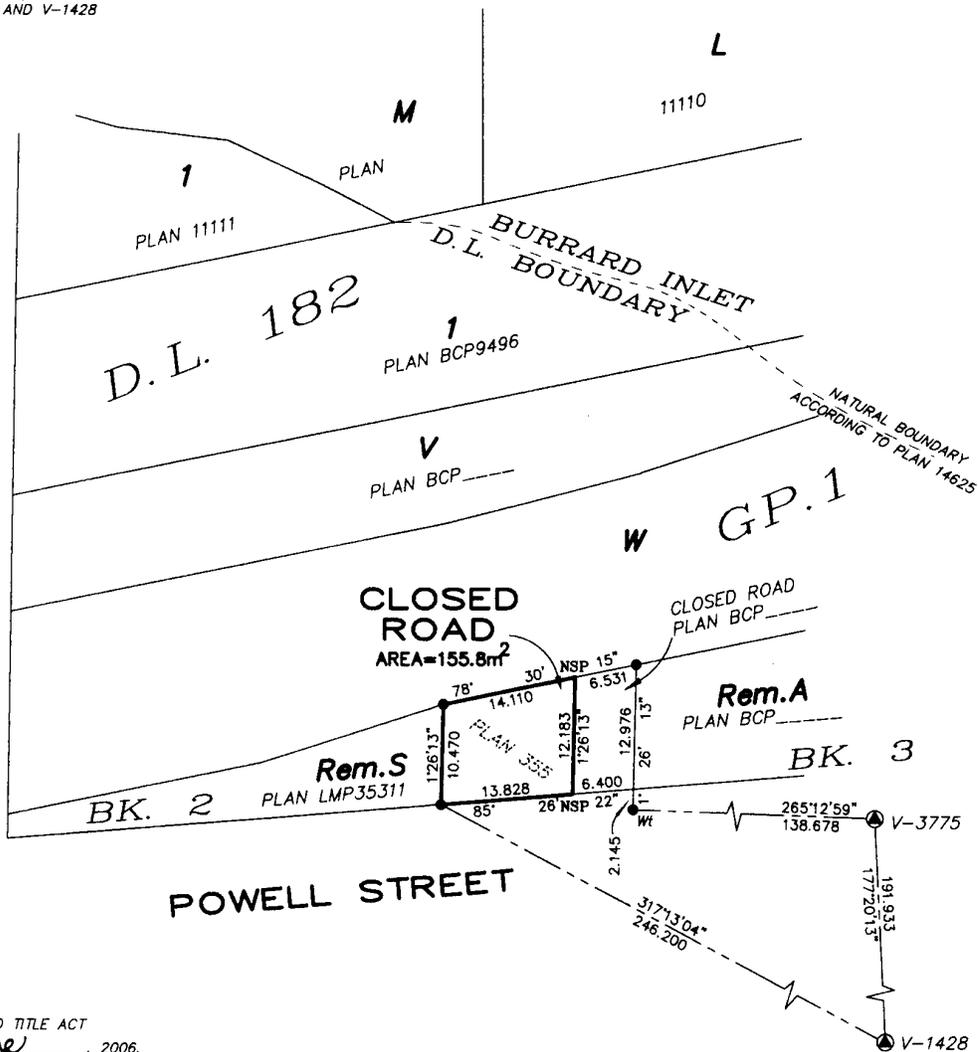 AND V-1428
L
11110
M
PLAN
1
PLAN 11111
BURRARD INLET
D.L. BOUNDARY
D.L. 182
1
PLAN BCP9496
NATURAL BOUNDARY
ACCORDING TO PLAN 14625
V
PLAN BCP____
GP. 1
W
CLOSED ROAD
PLAN BCP_____
CLOSED
ROAD
AREA=155.8m²
NSP
15"
78'
30'
6.531
14.110
Rem.A
PLAN BCP______
1°26'13"
10.470
PLAN 355
12.183
1°26'13"
12.976
13"
26'
1°
Rem.S
PLAN LMP35311
BK. 3
BK. 2
13.828
6.400
85'
26'
NSP
22"
Wt
2.145
265°12'59"
138.678
V-3775
POWELL STREET
191.933
177°20'13"
317°13'04"
246.200
TITLE ACT
, 2006.
V-1428